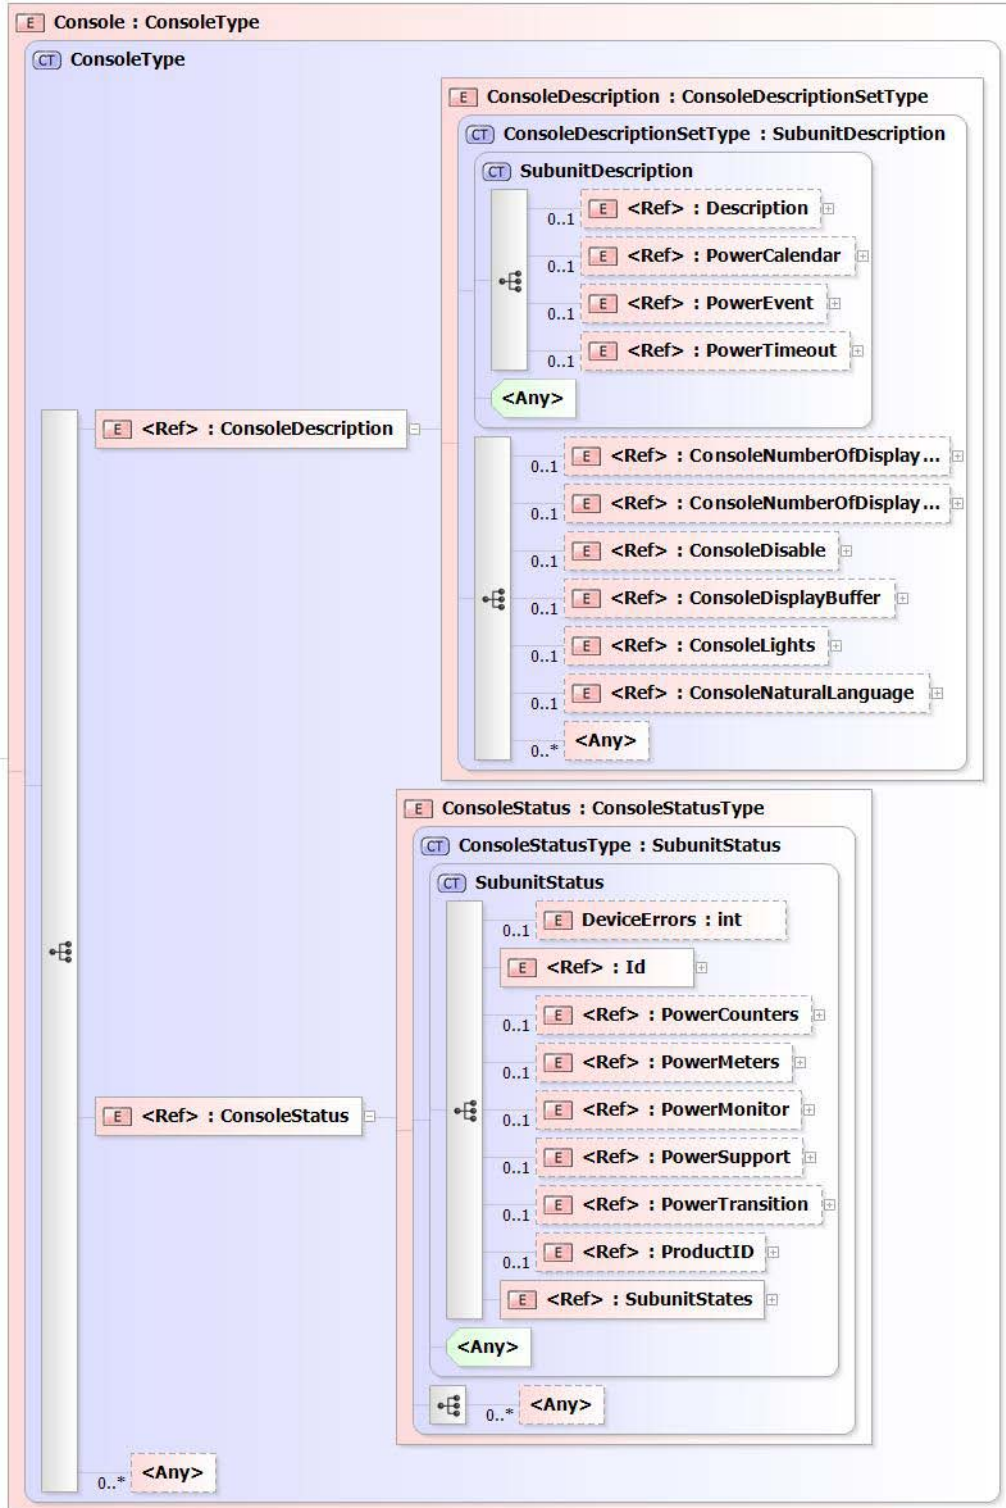 E Console : ConsoleType
CT ConsoleType
E ConsoleDescription : ConsoleDescriptionSetType
CT ConsoleDescriptionSetType : SubunitDescription
CT SubunitDescription
0..1 E <Ref> : Description
0..1 E <Ref> : PowerCalendar
0..1 E <Ref> : PowerEvent
0..1 E <Ref> : PowerTimeout
<Any>
E <Ref> : ConsoleDescription
0..1 E <Ref> : ConsoleNumberOfDisplay...
0..1 E <Ref> : ConsoleNumberOfDisplay...
0..1 E <Ref> : ConsoleDisable
0..1 E <Ref> : ConsoleDisplayBuffer
0..1 E <Ref> : ConsoleLights
0..1 E <Ref> : ConsoleNaturalLanguage
0..* <Any>
E ConsoleStatus : ConsoleStatusType
CT ConsoleStatusType : SubunitStatus
CT SubunitStatus
0..1 E DeviceErrors : int
E <Ref> : Id
0..1 E <Ref> : PowerCounters
0..1 E <Ref> : PowerMeters
0..1 E <Ref> : PowerMonitor
E <Ref> : ConsoleStatus
0..1 E <Ref> : PowerSupport
0..1 E <Ref> : PowerTransition
0..1 E <Ref> : ProductID
E <Ref> : SubunitStates
<Any>
0..* <Any>
0..* <Any>